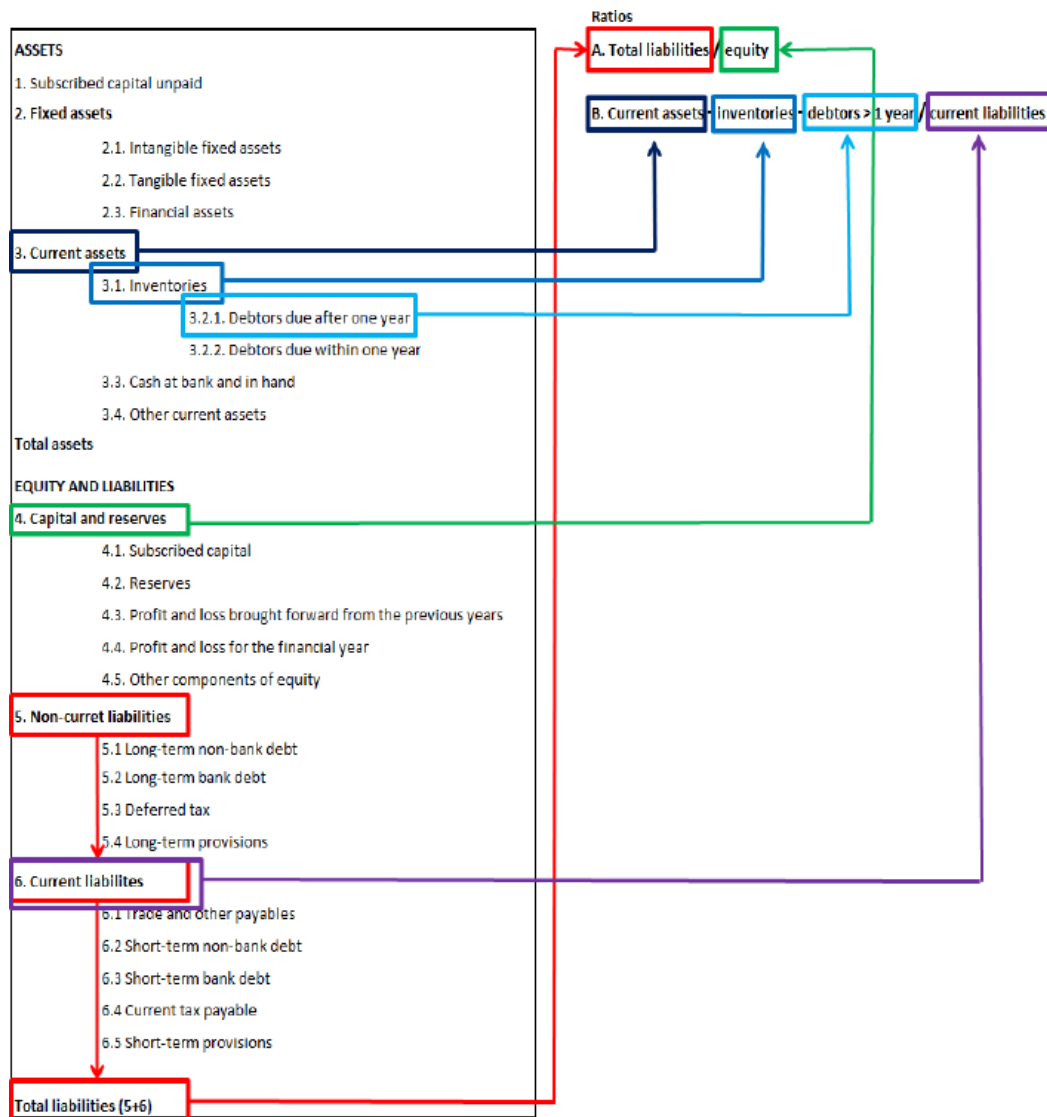 Ratios
A. Total liabilities / equity
B. Current assets - inventories - debtors > 1 year / current liabilities
ASSETS
1. Subscribed capital unpaid
2. Fixed assets
2.1. Intangible fixed assets
2.2. Tangible fixed assets
2.3. Financial assets
3. Current assets
3.1. Inventories
3.2.1. Debtors due after one year
3.2.2. Debtors due within one year
3.3. Cash at bank and in hand
3.4. Other current assets
Total assets
EQUITY AND LIABILITIES
4. Capital and reserves
4.1. Subscribed capital
4.2. Reserves
4.3. Profit and loss brought forward from the previous years
4.4. Profit and loss for the financial year
4.5. Other components of equity
5. Non-curret liabilities
5.1 Long-term non-bank debt
5.2 Long-term bank debt
5.3 Deferred tax
5.4 Long-term provisions
6. Current liabilites
6.1 Trade and other payables
6.2 Short-term non-bank debt
6.3 Short-term bank debt
6.4 Current tax payable
6.5 Short-term provisions
Total liabilities (5+6)